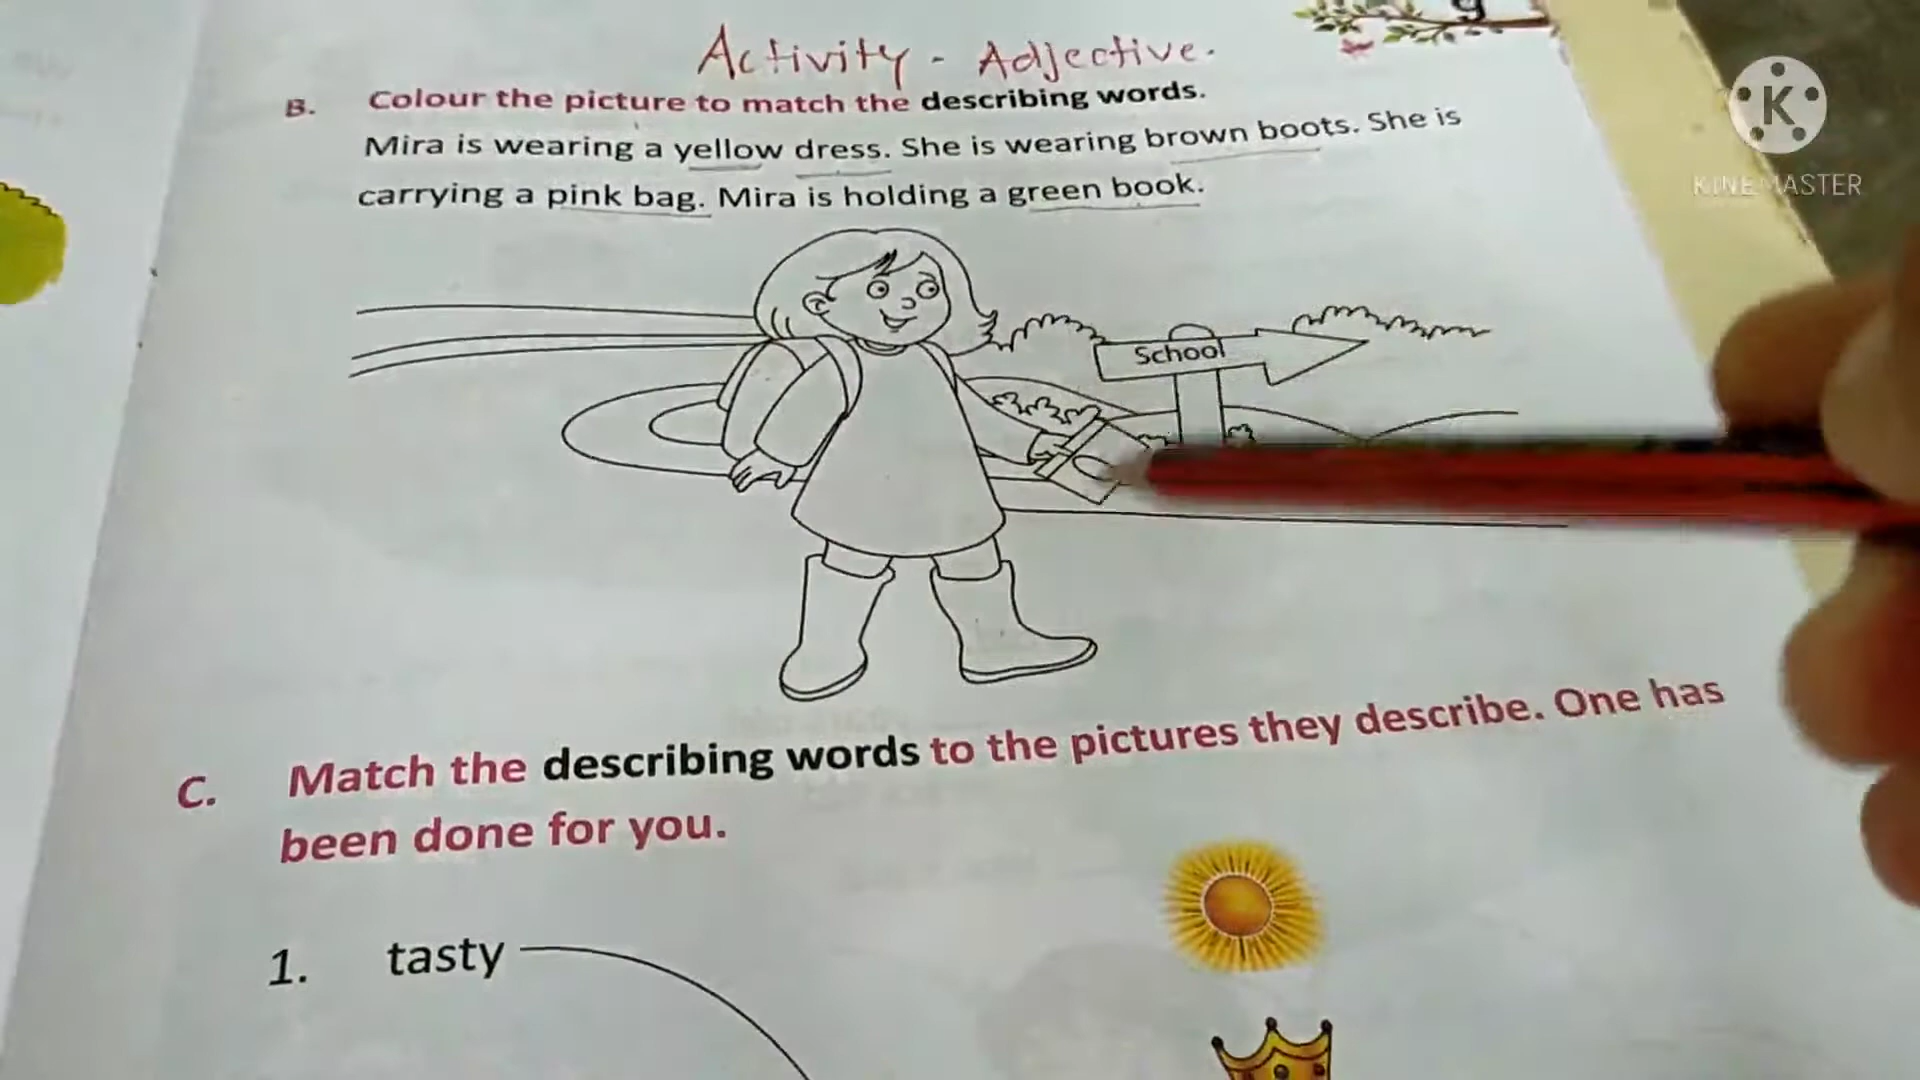 Activity - Adjective.
B. Colour the picture to match the describing words.
Mira is wearing a yellow dress. She is wearing brown boots. She is
carrying a pink bag. Mira is holding a green book.
School
C. Match the describing words to the pictures they describe. One has
been done for you.
1. tasty
K
KINEMASTER